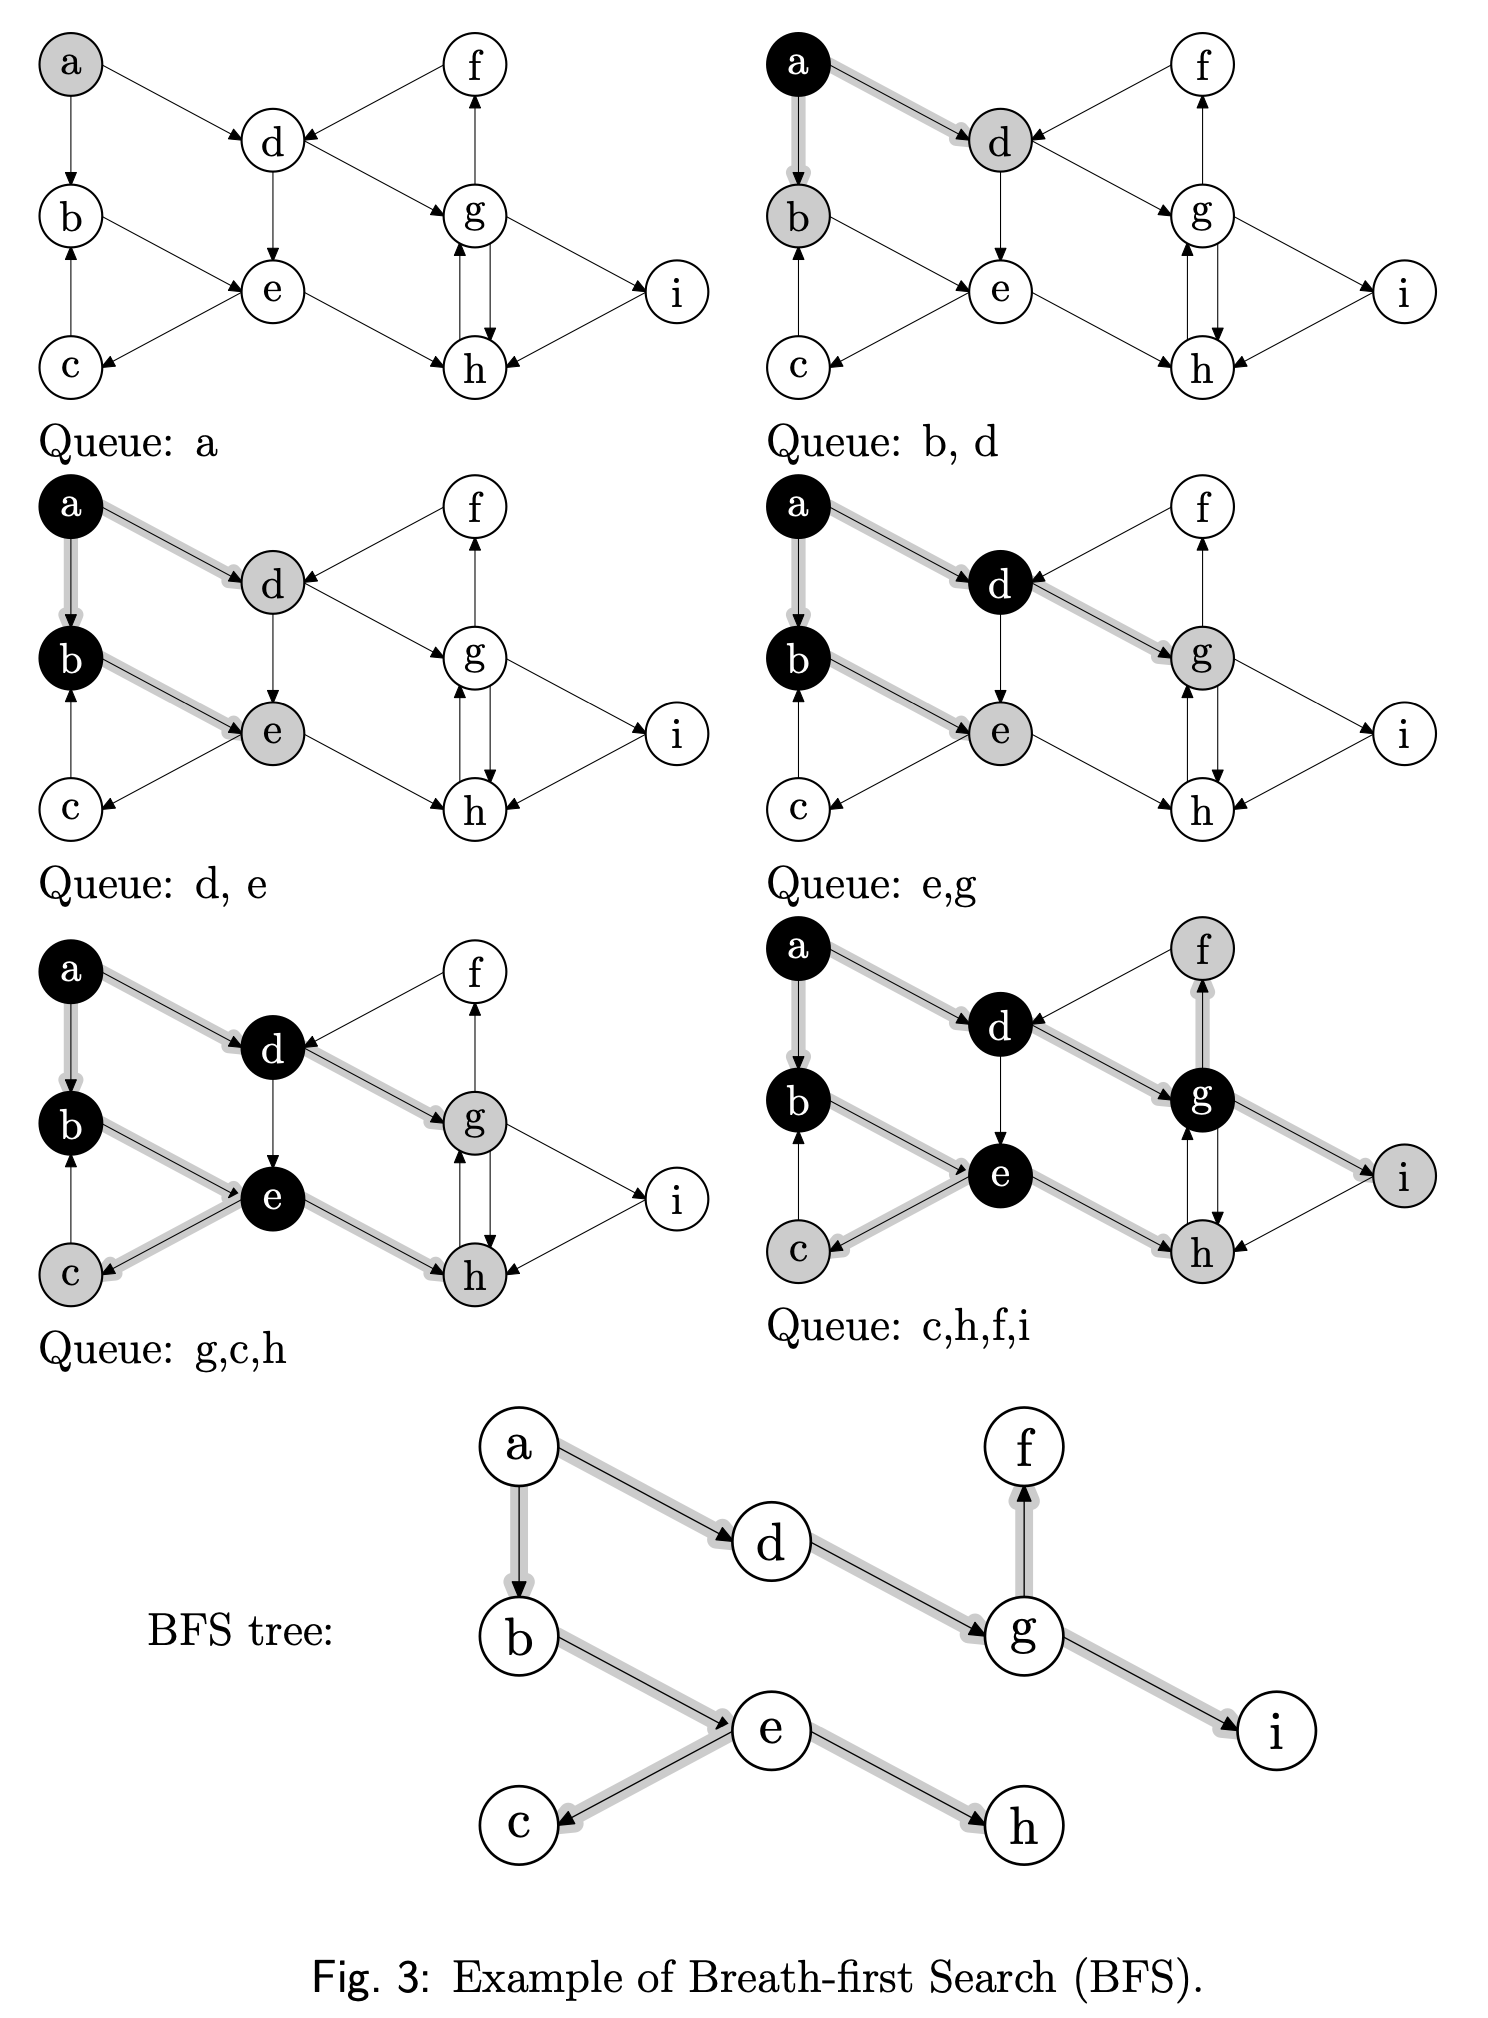 a f
d
b g
e i
c h
Queue: a
a f
d
b g
e i
c h
Queue: b, d
a f
d
b g
e i
c h
Queue: d, e
a f
d
b g
e i
c h
Queue: e,g
a f
d
b g
e i
c h
Queue: g,c,h
a f
d
b g
e i
c h
Queue: c,h,f,i
a f
d
BFS tree: b g
e i
c h
Fig. 3: Example of Breath-first Search (BFS).